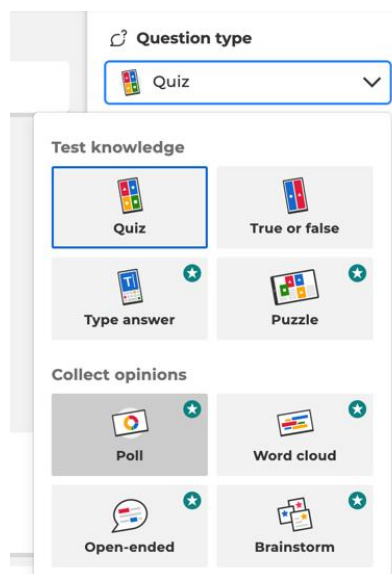 Question type
Quiz
Test knowledge
Quiz
True or false
Type answer
Puzzle
Collect opinions
Poll
Word cloud
Open-ended
Brainstorm